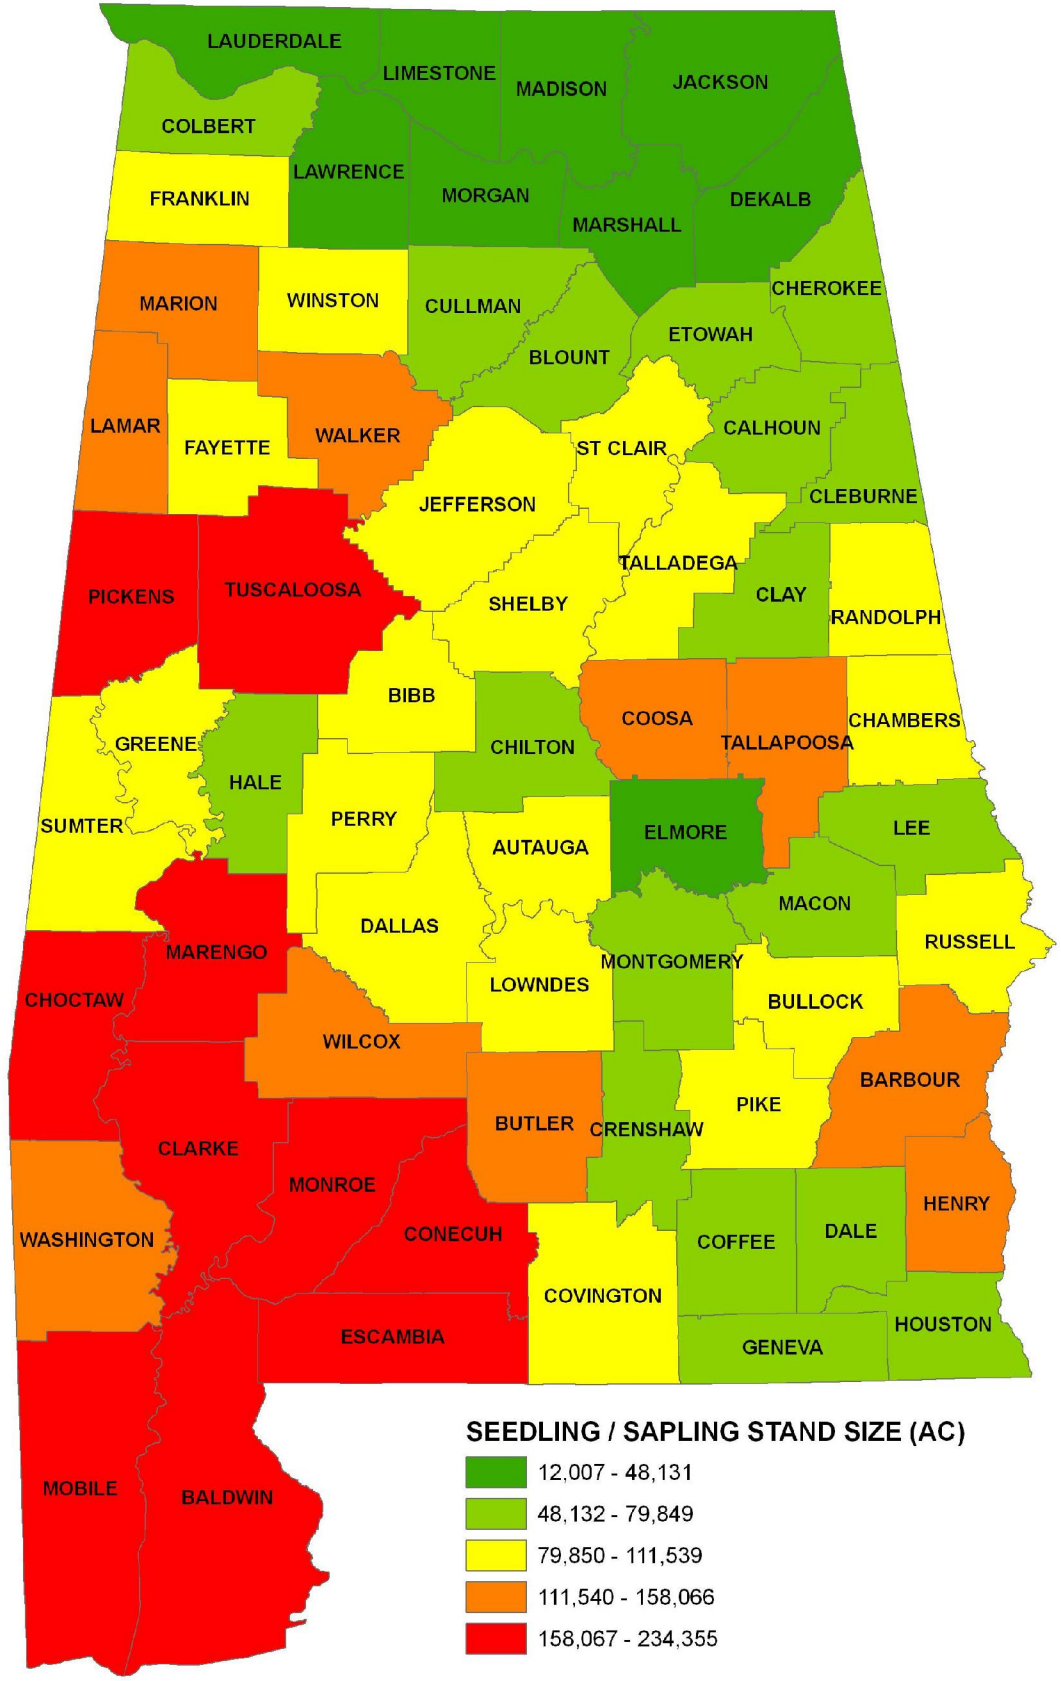 LAUDERDALE
LIMESTONE
MADISON
JACKSON
COLBERT
LAWRENCE
MORGAN
FRANKLIN
MARSHALL
DEKALB
CHEROKEE
MARION
WINSTON
CULLMAN
ETOWAH
BLOUNT
LAMAR
FAYETTE
WALKER
ST CLAIR
CALHOUN
CLEBURNE
JEFFERSON
TALLADEGA
PICKENS
TUSCALOOSA
SHELBY
CLAY
RANDOLPH
BIBB
COOSA
CHAMBERS
GREENE
CHILTON
TALLAPOOSA
HALE
SUMTER
PERRY
ELMORE
LEE
AUTAUGA
MACON
DALLAS
RUSSELL
MARENGO
MONTGOMERY
LOWNDES
CHOCTAW
BULLOCK
WILCOX
BARBOUR
PIKE
BUTLER
CRENSHAW
CLARKE
MONROE
HENRY
WASHINGTON
CONECUH
COFFEE
DALE
COVINGTON
HOUSTON
ESCAMBIA
GENEVA
MOBILE
BALDWIN
SEEDLING / SAPLING STAND SIZE (AC)
12,007 - 48,131
48,132 - 79,849
79,850 - 111,539
111,540 - 158,066
158,067 - 234,355